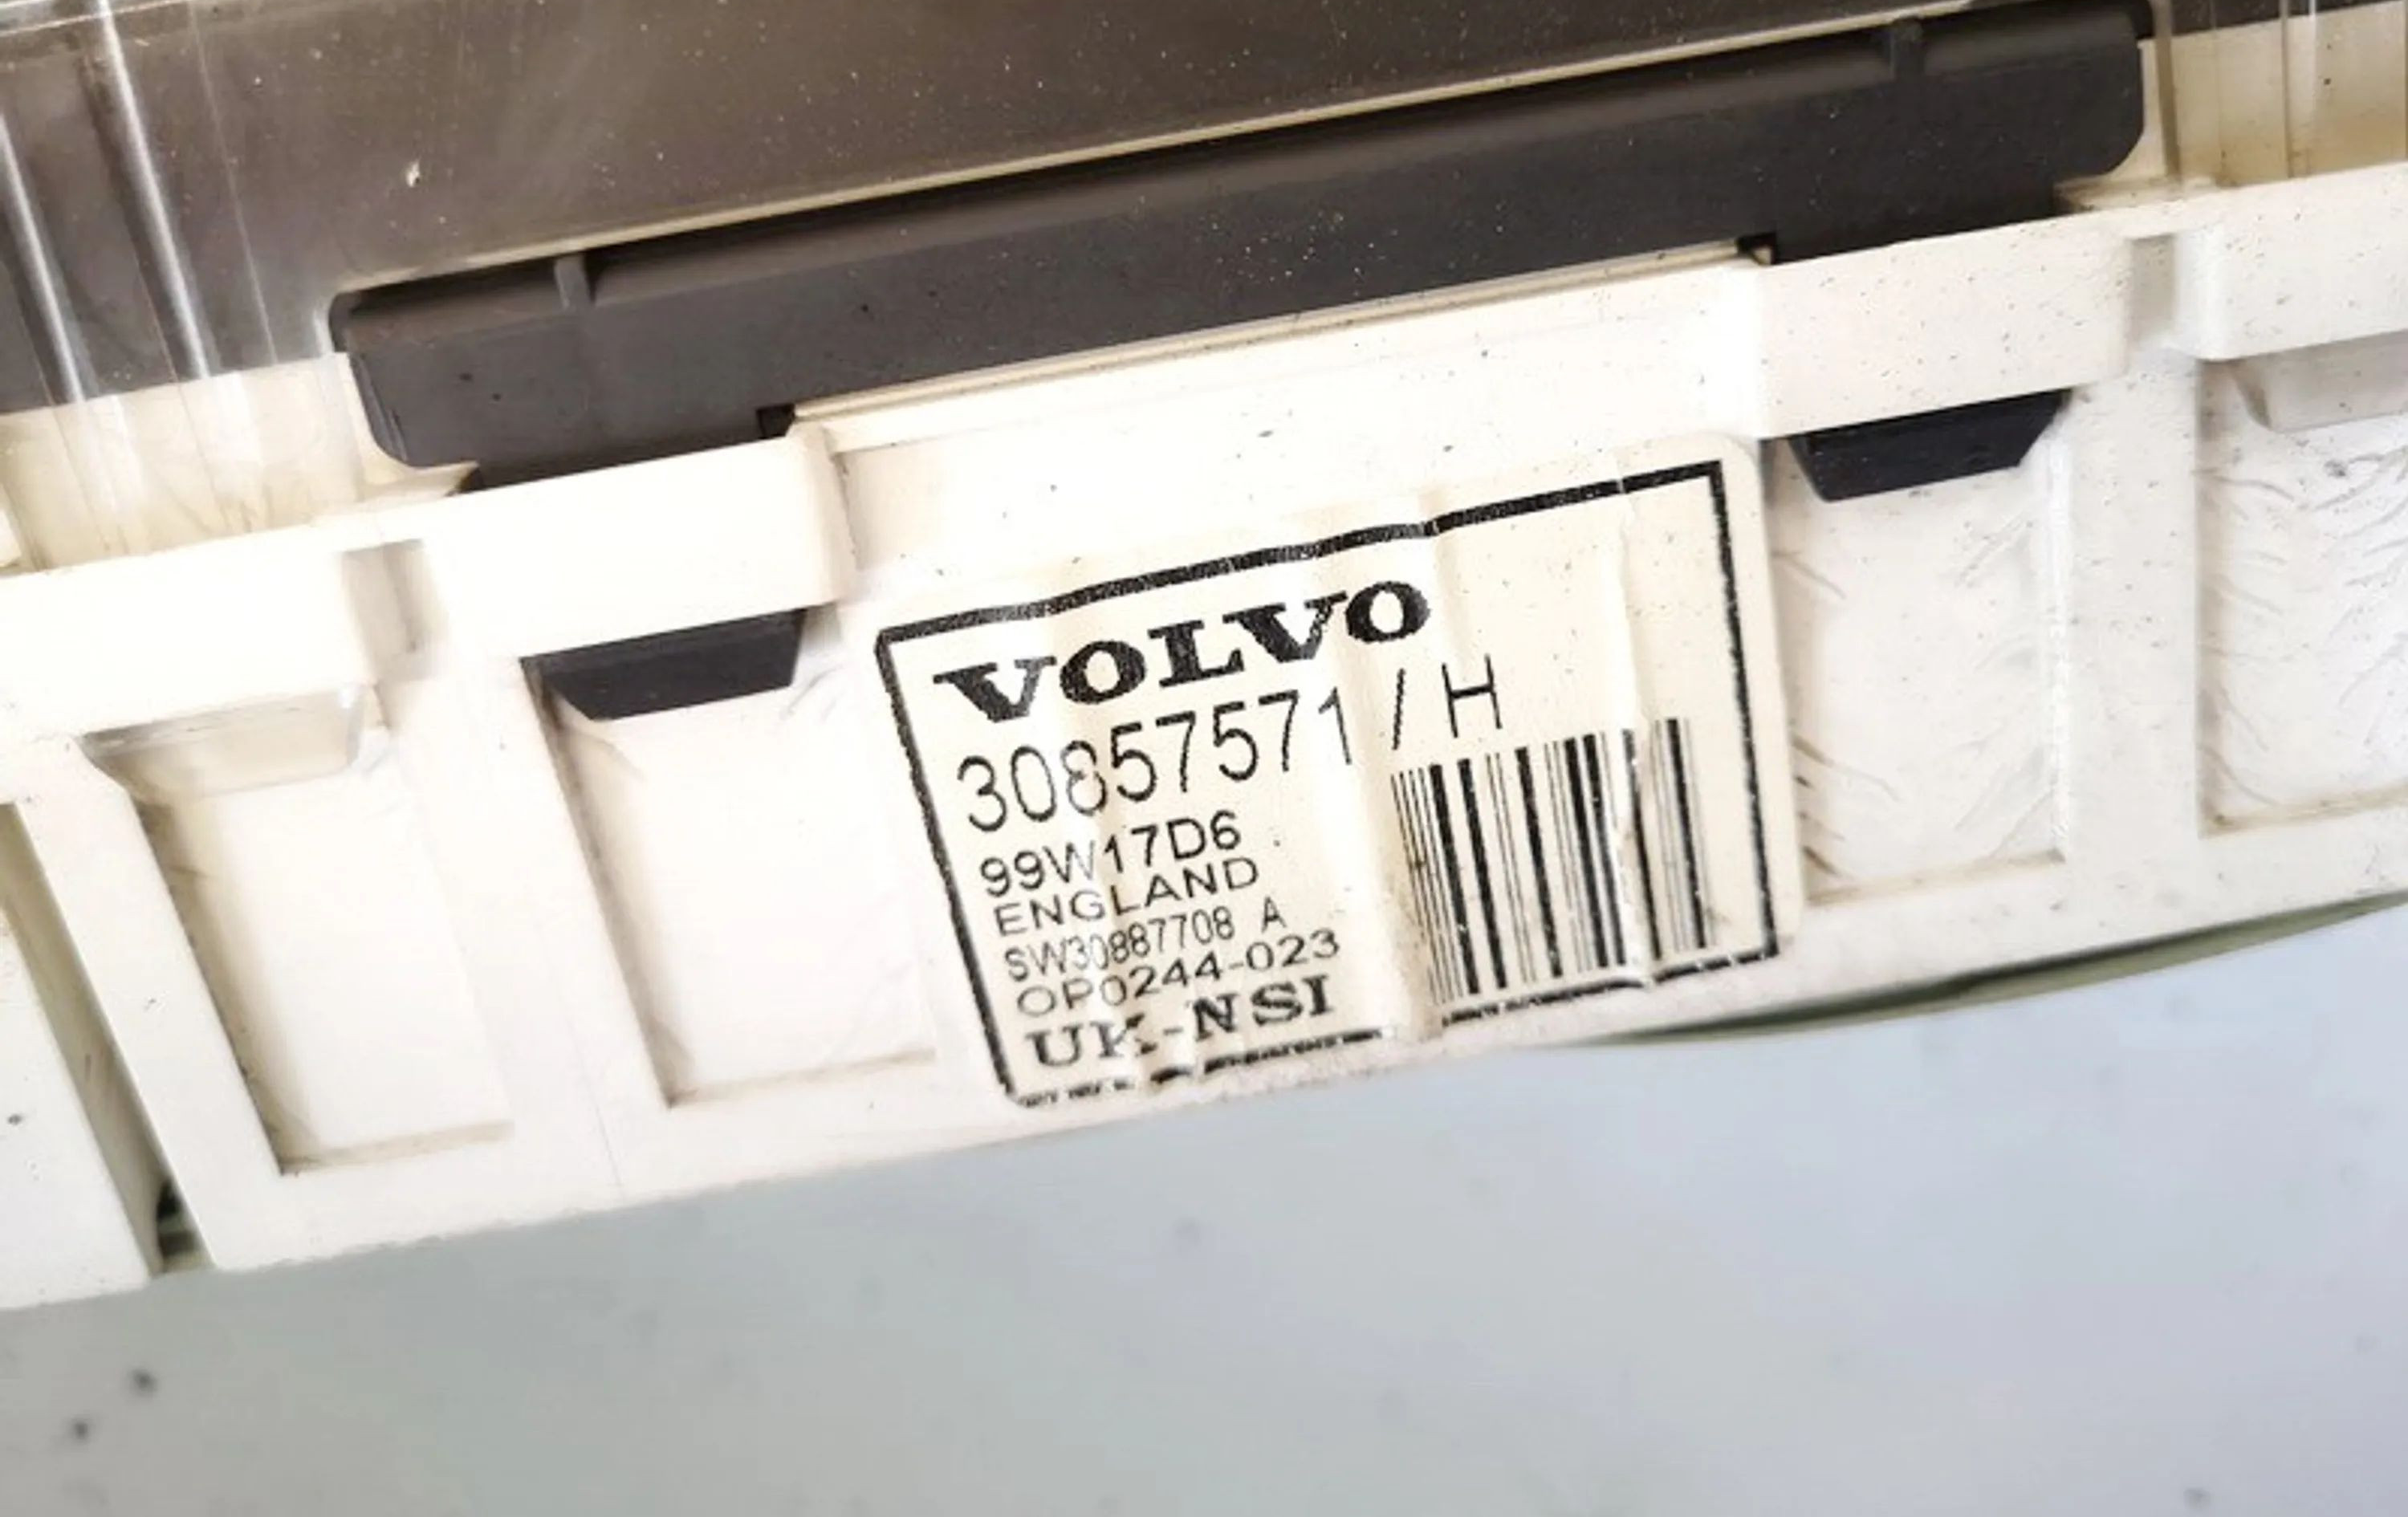 VOLVO
30857571/H
99W17D6
ENGLAND
SW30887708 A
OP0244-023
UK-NSI